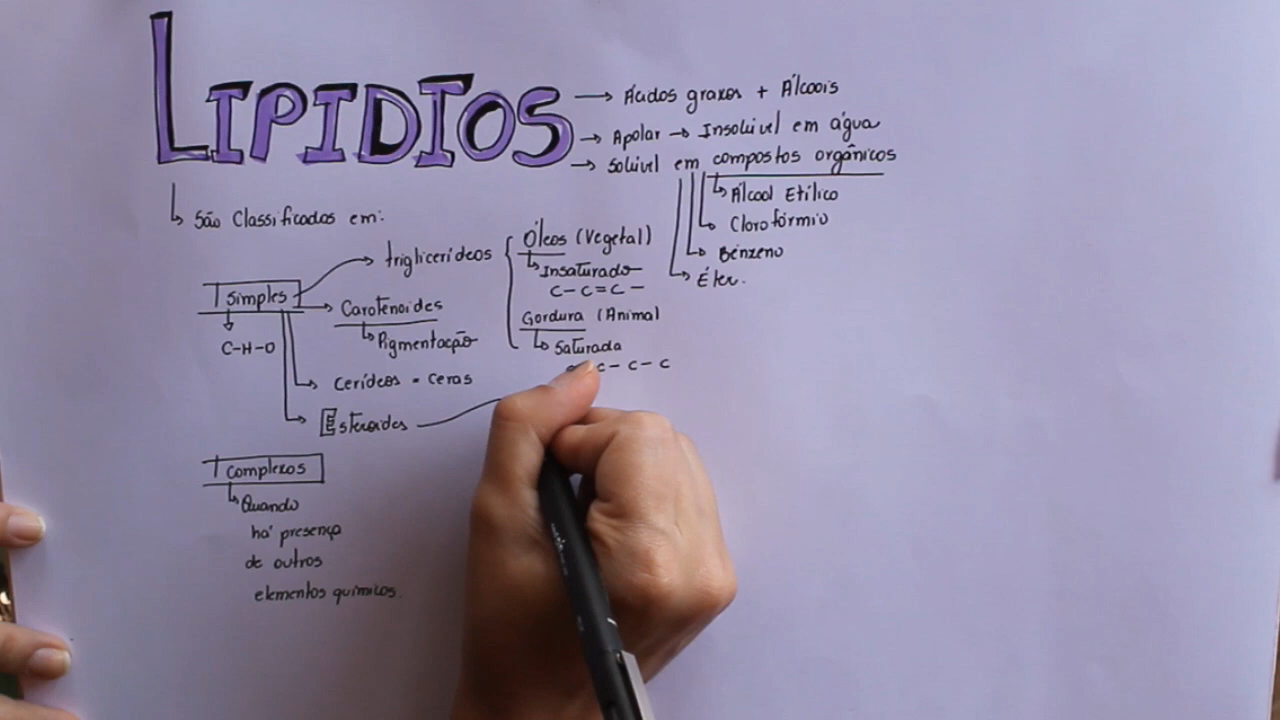 LIPIDIOS
→ Ácidos graxos + Álcoois
→ Apolar → Insolúvel em água
→ Solúvel em compostos orgânicos
Álcool Etílico
Clorofórmio
Benzeno
Éter.
São Classificados em:
Simples
C-H-O
triglicerídeos
Óleos (Vegetal)
Insaturado
C-C=C-
Gordura (Animal
Saturada
C-C-C
Carotenoides
Pigmentação
Cerídeos = Ceras
Esteroides
Complexos
Quando
há presença
de outros
elementos químicos.